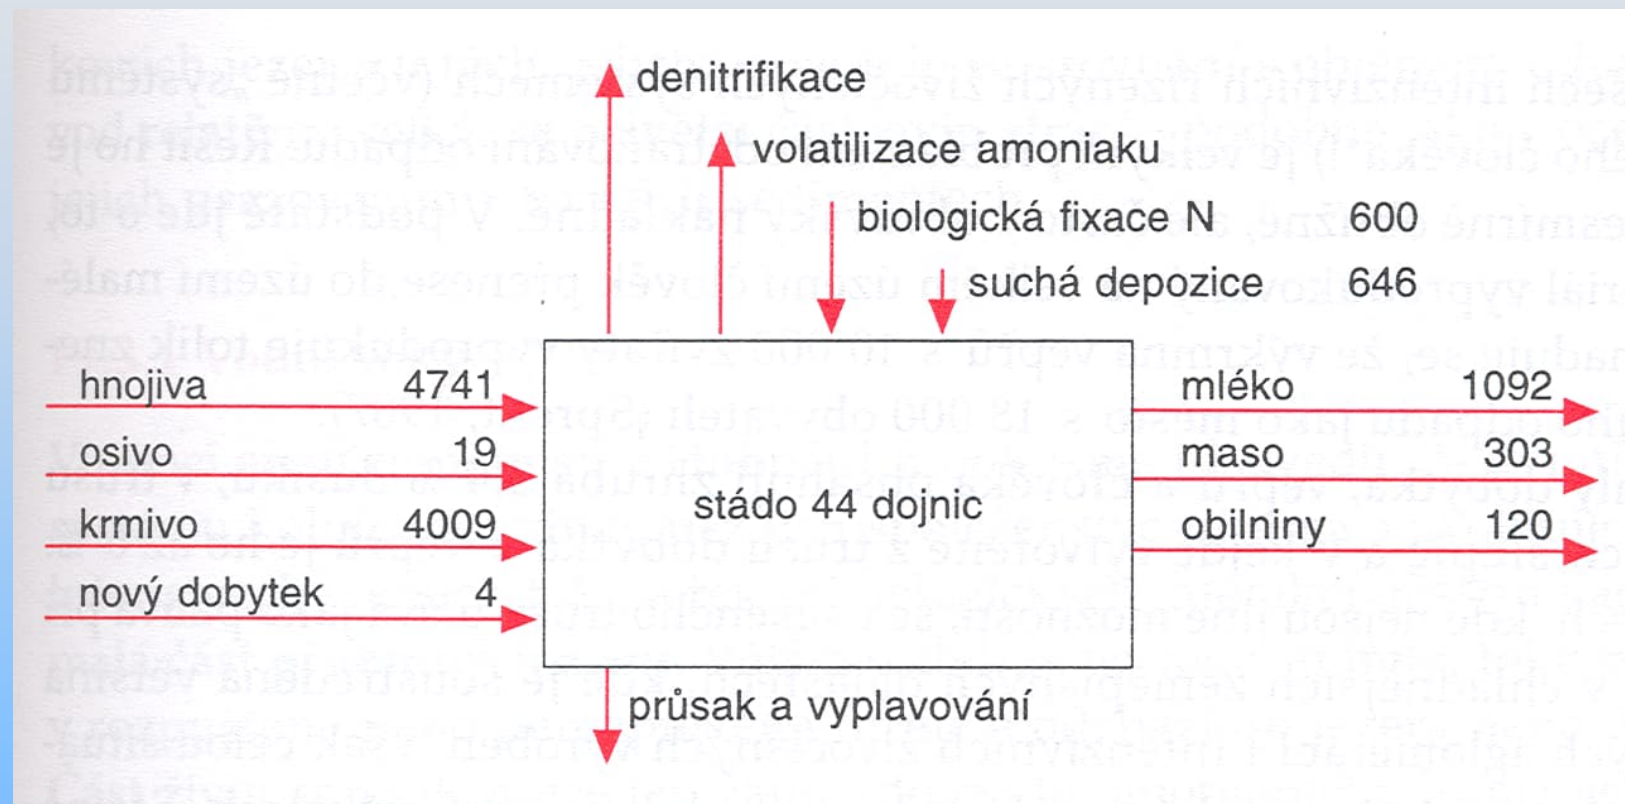 denitrifikace
volatilizace amoniaku
biologická fixace N 600
suchá depozice 646
hnojiva 4741
osivo 19
krmivo 4009
nový dobytek 4
stádo 44 dojnic
mléko 1092
maso 303
obilniny 120
průsak a vyplavování